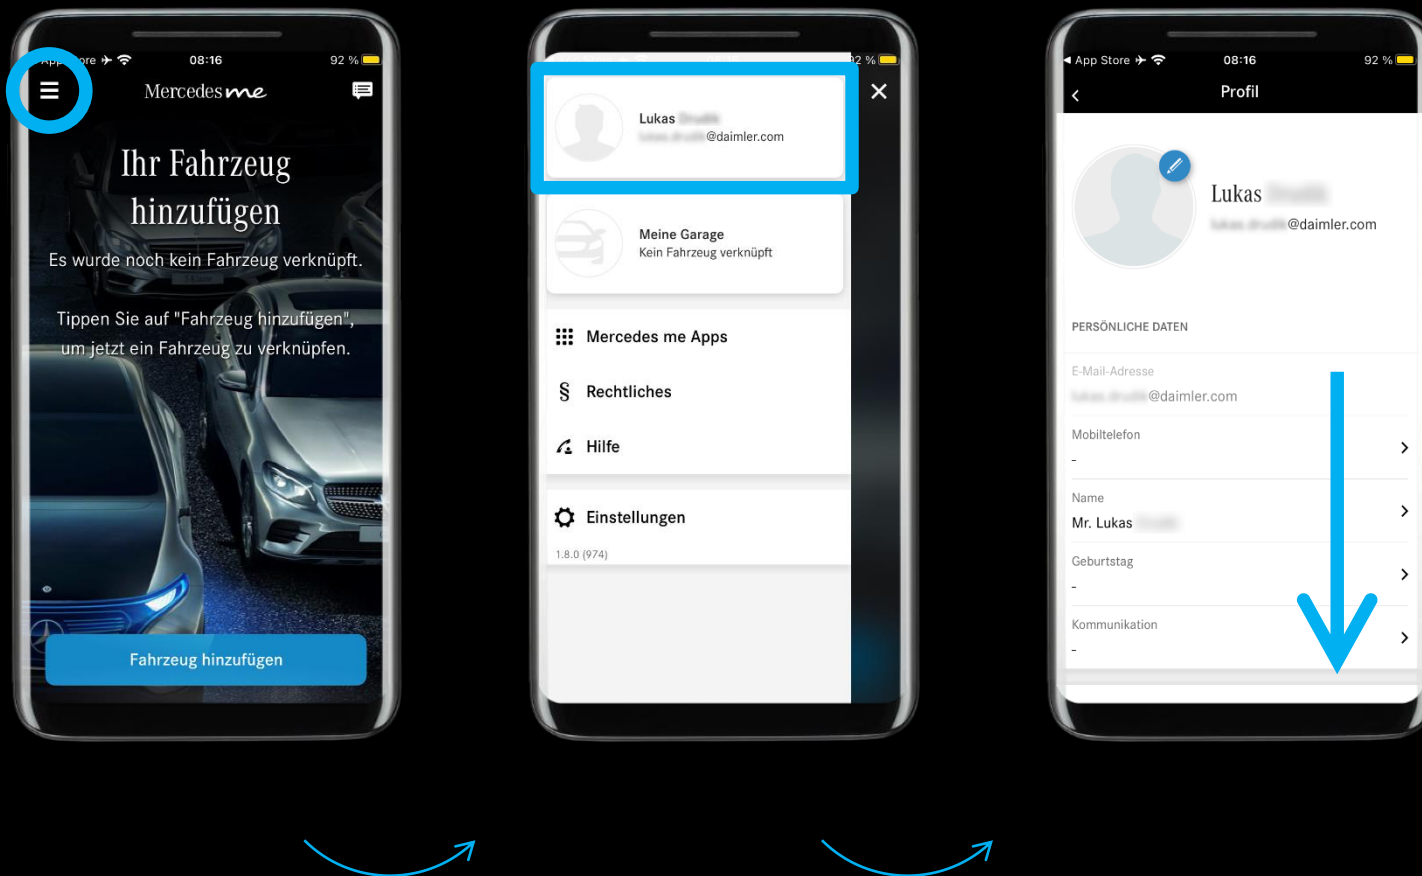 08:16
92 %
Mercedes me
Ihr Fahrzeug
hinzufügen
Es wurde noch kein Fahrzeug verknüpft.
Tippen Sie auf "Fahrzeug hinzufügen",
um jetzt ein Fahrzeug zu verknüpfen.
Fahrzeug hinzufügen
2 %
Lukas
@daimler.com
Meine Garage
Kein Fahrzeug verknüpft
Mercedes me Apps
§ Rechtliches
Hilfe
Einstellungen
1.8.0 (974)
App Store
08:16
92 %
Profil
Lukas
@daimler.com
PERSÖNLICHE DATEN
E-Mail-Adresse
@daimler.com
Mobiltelefon
-
Name
Mr. Lukas
Geburtstag
-
Kommunikation
-